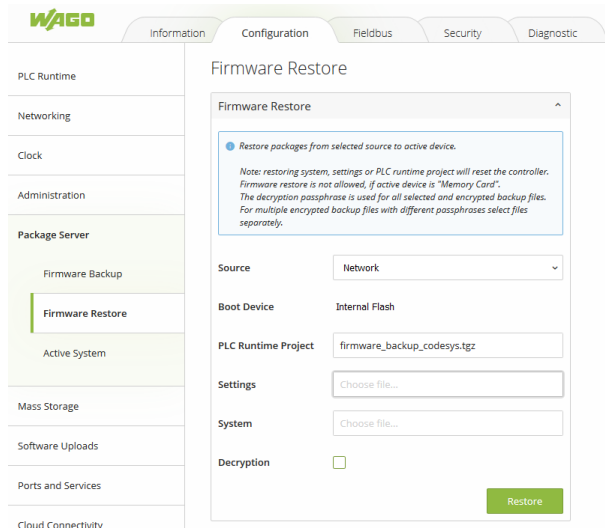 WAGO
Information Configuration Fieldbus Security Diagnostic
PLC Runtime
Networking
Clock
Administration
Package Server
Firmware Backup
Firmware Restore
Active System
Mass Storage
Software Uploads
Ports and Services
Cloud Connectivity
Firmware Restore
Firmware Restore
Restore packages from selected source to active device.
Note: restoring system, settings or PLC runtime project will reset the controller.
Firmware restore is not allowed, if active device is "Memory Card".
The decryption passphrase is used for all selected and encrypted backup files.
For multiple encrypted backup files with different passphrases select files
separately.
Source Network
Boot Device Internal Flash
PLC Runtime Project firmware_backup_codesys.tgz
Settings Choose file...
System Choose file...
Decryption
Restore